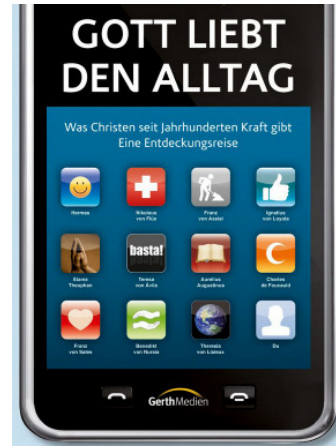 GOTT LIEBT
DEN ALLTAG
Was Christen seit Jahrhunderten Kraft gibt
Eine Entdeckungsreise
Hermas
Nikolaus
von Flüe
Franz
von Assisi
Ignatius
von Loyola
Starez
Theophan
basta!
Teresa
von Ávila
Aurelius
Augustinus
Charles
de Foucauld
Franz
von Sales
Benedikt
von Nursia
Theresia
von Lisieux
Du
GerthMedien